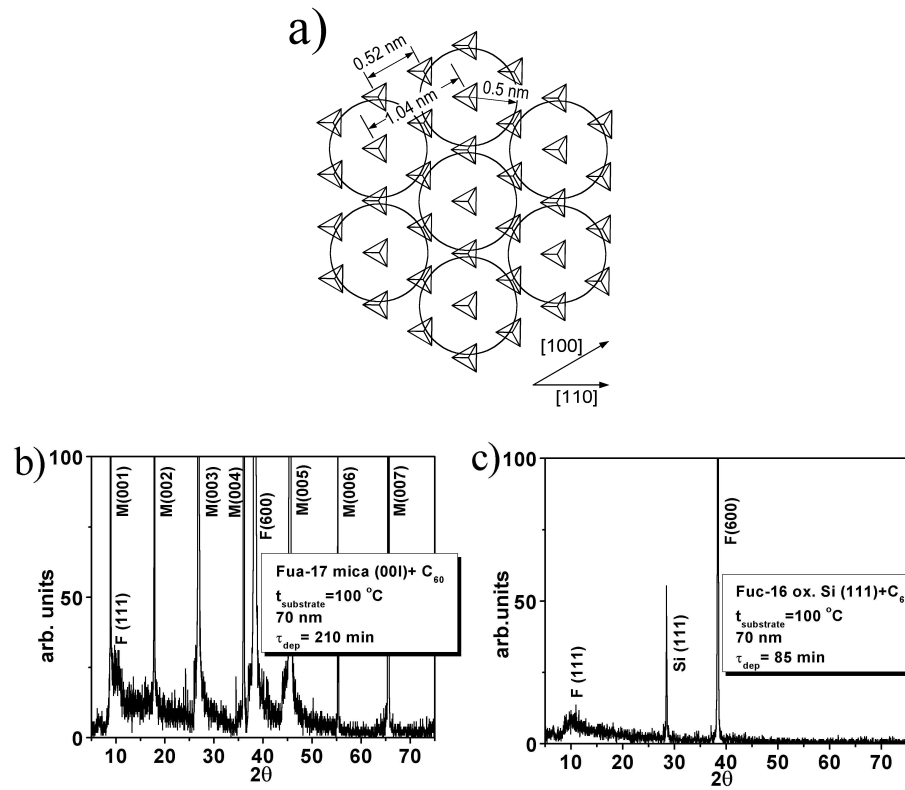 a)
0.52 nm
1.04 nm
0.5 nm
[100]
[110]
b)
100
50
0
arb. units
M(001)
F (111)
M(002)
M(003)
M(004)
F(600)
M(005)
M(006)
M(007)
Fua-17 mica (00l)+ C60
tsubstrate=100 °C
70 nm
τdep= 210 min
10 20 30 40 50 60 70
2θ
c)
100
50
0
arb.units
F (111)
Si (111)
F(600)
Fuc-16 ox. Si (111)+C6
tsubstrate=100 °C
70 nm
τdep= 85 min
10 20 30 40 50 60 70
2θ